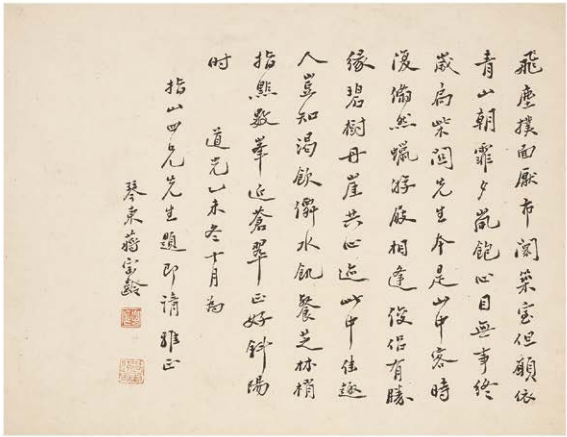 飛塵撲面厭市闤築室但願依
青山朝霏夕嵐飽心目無事終
歲扃柴關先生本是山中客時
復翛然蠟游屐相逢俊侶有勝
緣碧樹丹崖共心迹此中佳趣
人豈知渴飲水飢餐芝林梢
指點數峯近蒼翠正好斜陽
时
道光乙未冬十月為
指山四兄先生題即請雅正
琴東蔣寶齡